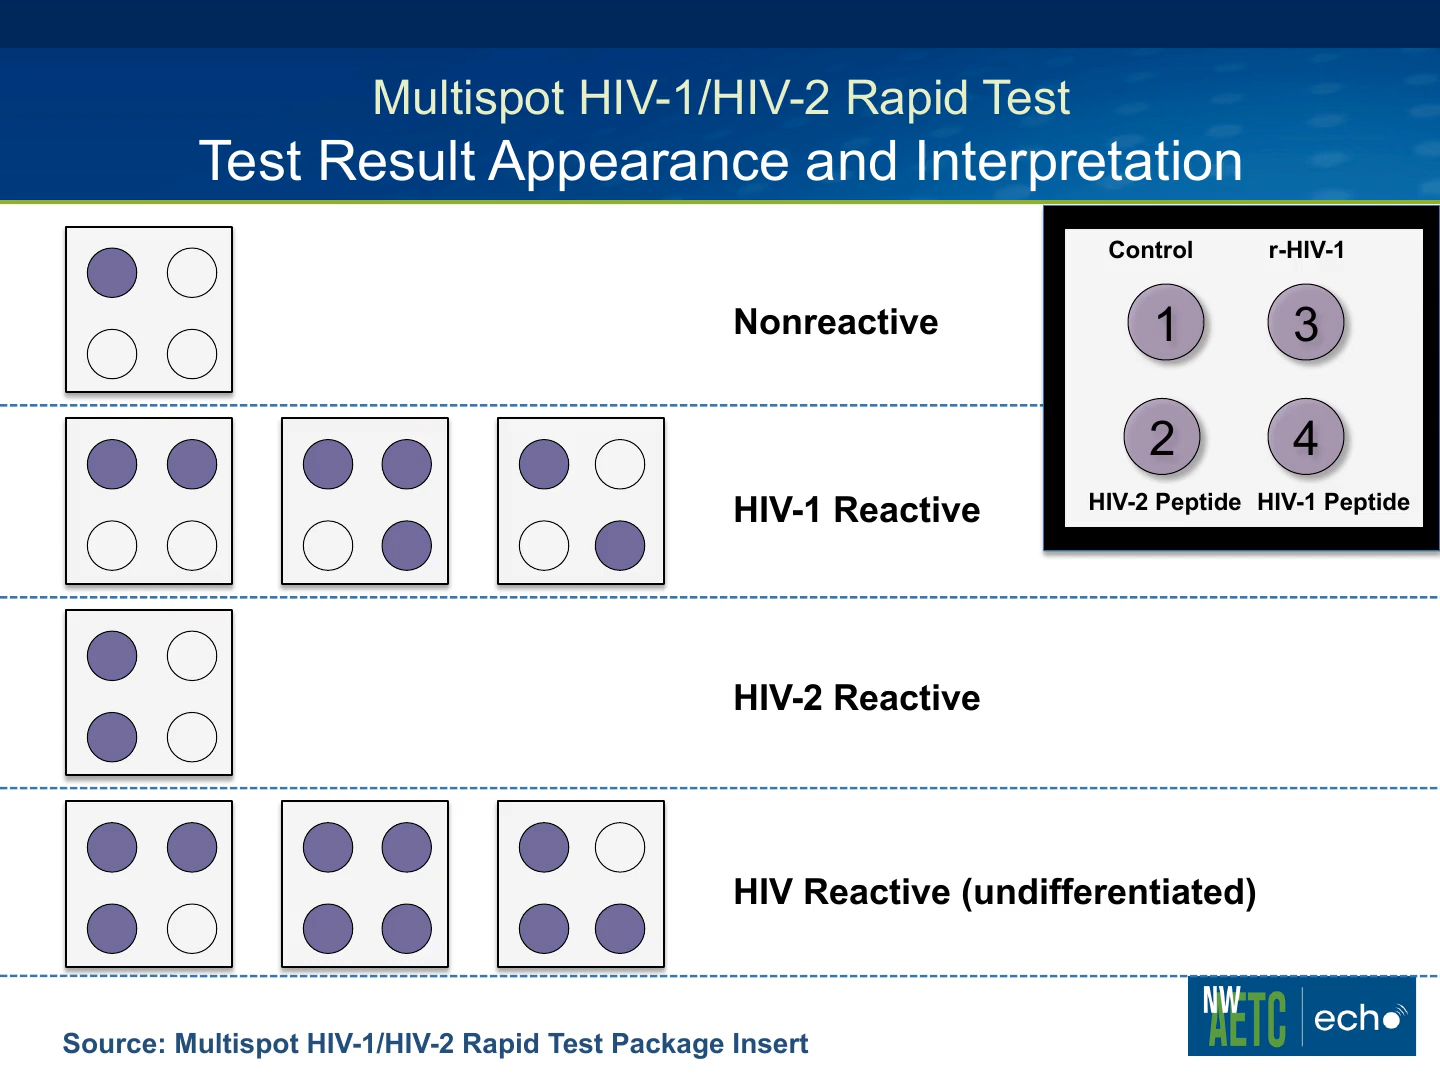 Multispot HIV-1/HIV-2 Rapid Test
Test Result Appearance and Interpretation
Control r-HIV-1
1 3
2 4
HIV-2 Peptide HIV-1 Peptide
Nonreactive
HIV-1 Reactive
HIV-2 Reactive
HIV Reactive (undifferentiated)
Source: Multispot HIV-1/HIV-2 Rapid Test Package Insert
NW
AETC
echo